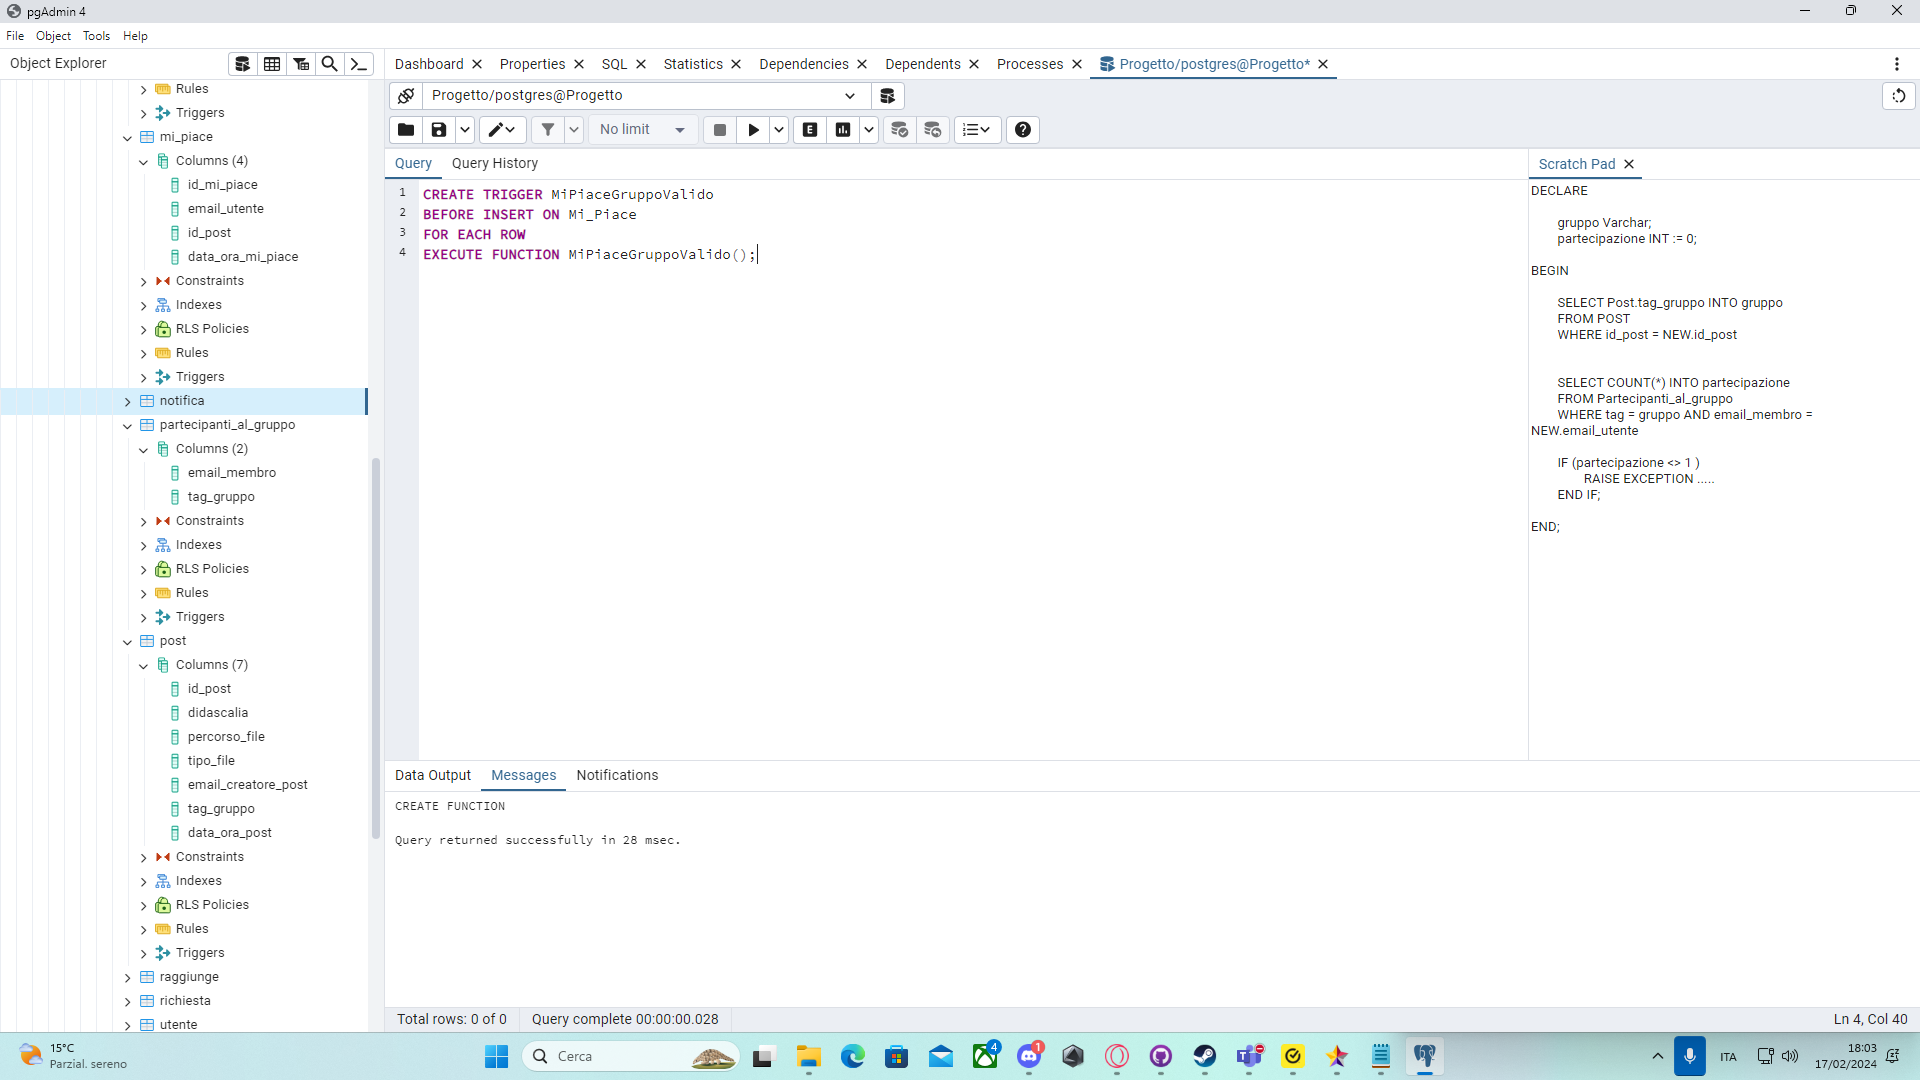 pgAdmin 4
File Object Tools Help
Object Explorer
Dashboard Properties SQL Statistics Dependencies Dependents Processes Progetto/postgres@Progetto*
Rules
Triggers
mi_piace
Columns (4)
id_mi_piace
email_utente
id_post
data_ora_mi_piace
Constraints
Indexes
RLS Policies
Rules
Triggers
notifica
partecipanti_al_gruppo
Columns (2)
email_membro
tag_gruppo
Constraints
Indexes
RLS Policies
Rules
Triggers
post
Columns (7)
id_post
didascalia
percorso_file
tipo_file
email_creatore_post
tag_gruppo
data_ora_post
Constraints
Indexes
RLS Policies
Rules
Triggers
raggiunge
richiesta
utente
Progetto/postgres@Progetto
No limit E
Query Query History
1 CREATE TRIGGER MiPiaceGruppoValido
2 BEFORE INSERT ON Mi_Piace
3 FOR EACH ROW
4 EXECUTE FUNCTION MiPiaceGruppoValido();
Scratch Pad
DECLARE
gruppo Varchar;
partecipazione INT := 0;
BEGIN
SELECT Post.tag_gruppo INTO gruppo
FROM POST
WHERE id_post = NEW.id_post
SELECT COUNT(*) INTO partecipazione
FROM Partecipanti_al_gruppo
WHERE tag = gruppo AND email_membro =
NEW.email_utente
IF (partecipazione <> 1 )
RAISE EXCEPTION .....
END IF;
END;
Data Output Messages Notifications
CREATE FUNCTION
Query returned successfully in 28 msec.
Total rows: 0 of 0 Query complete 00:00:00.028 Ln 4, Col 40
15°C
Parzial. sereno
Cerca
4
1
ITA
18:03
17/02/2024